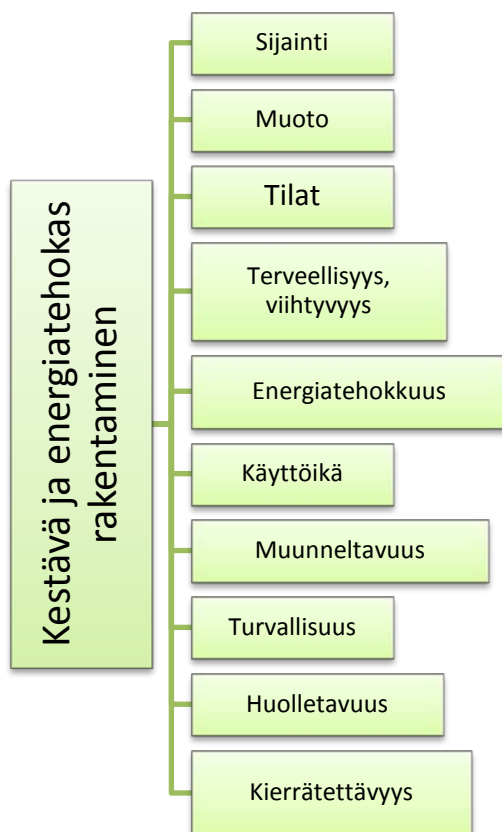 Kestävä ja energiatehokas
rakentaminen
Sijainti
Muoto
Tilat
Terveellisyys,
viihtyvyys
Energiatehokkuus
Käyttöikä
Muunneltavuus
Turvallisuus
Huolletavuus
Kierrätettävyys